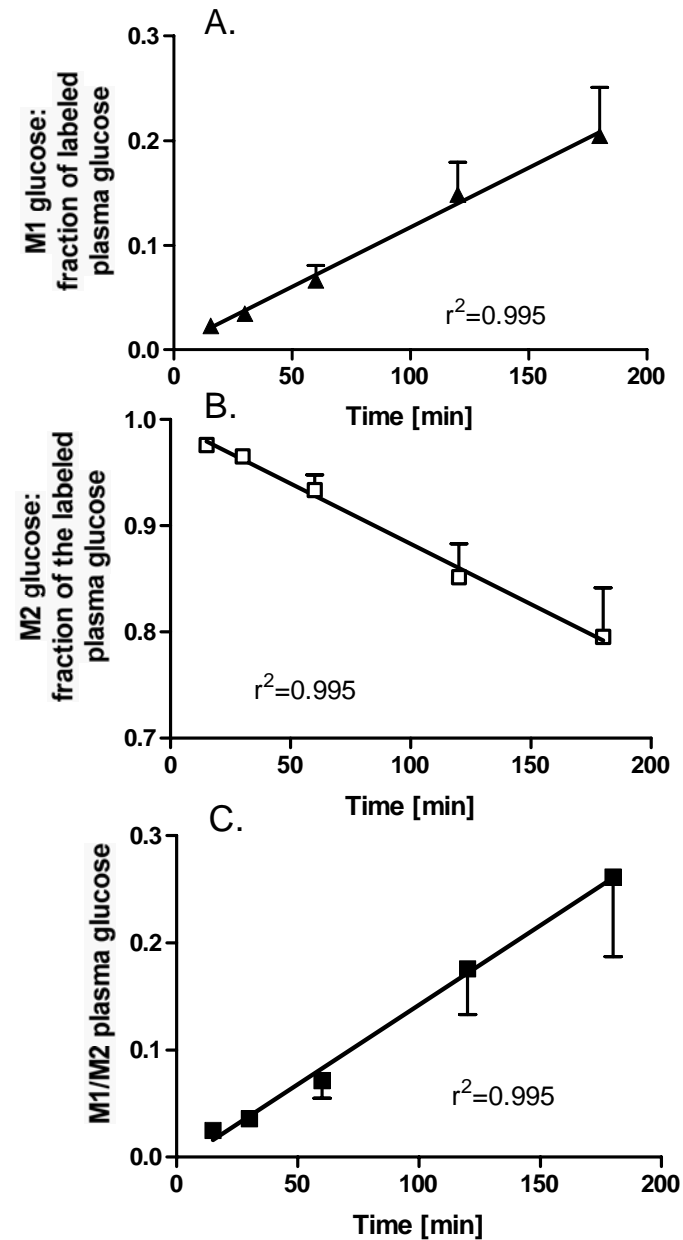 A.
M1 glucose:
fraction of labeled
plasma glucose
0.3
0.2
0.1
0.0
r²=0.995
0 50 100 150 200
Time [min]
B.
M2 glucose:
fraction of the labeled
plasma glucose
1.0
0.9
0.8
0.7
r²=0.995
0 50 100 150 200
Time [min]
C.
M1/M2 plasma glucose
0.3
0.2
0.1
0.0
r²=0.995
0 50 100 150 200
Time [min]